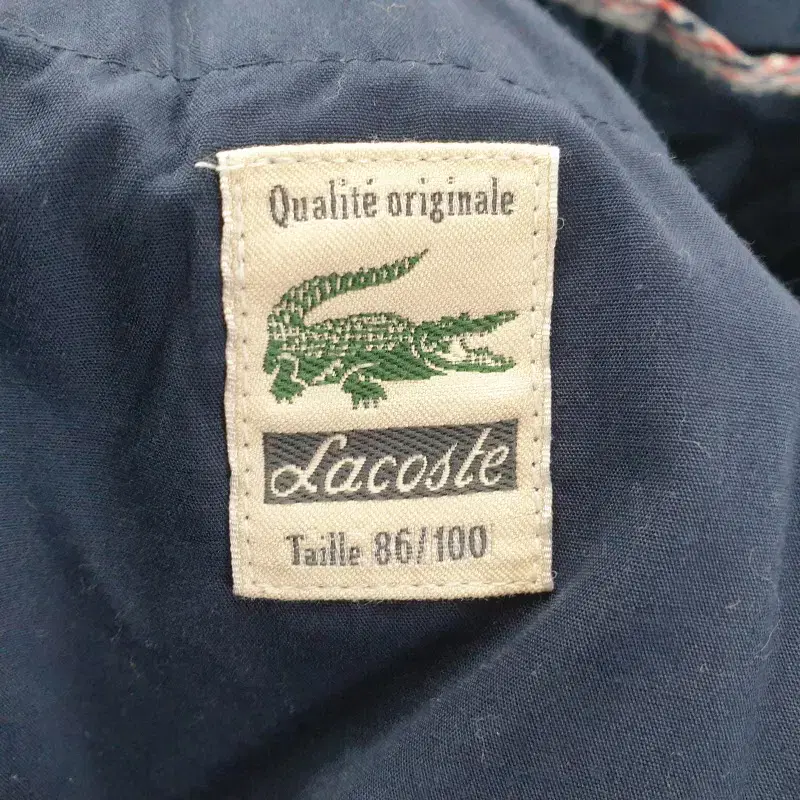 Qualité originale
Lacoste
Taille 86/100